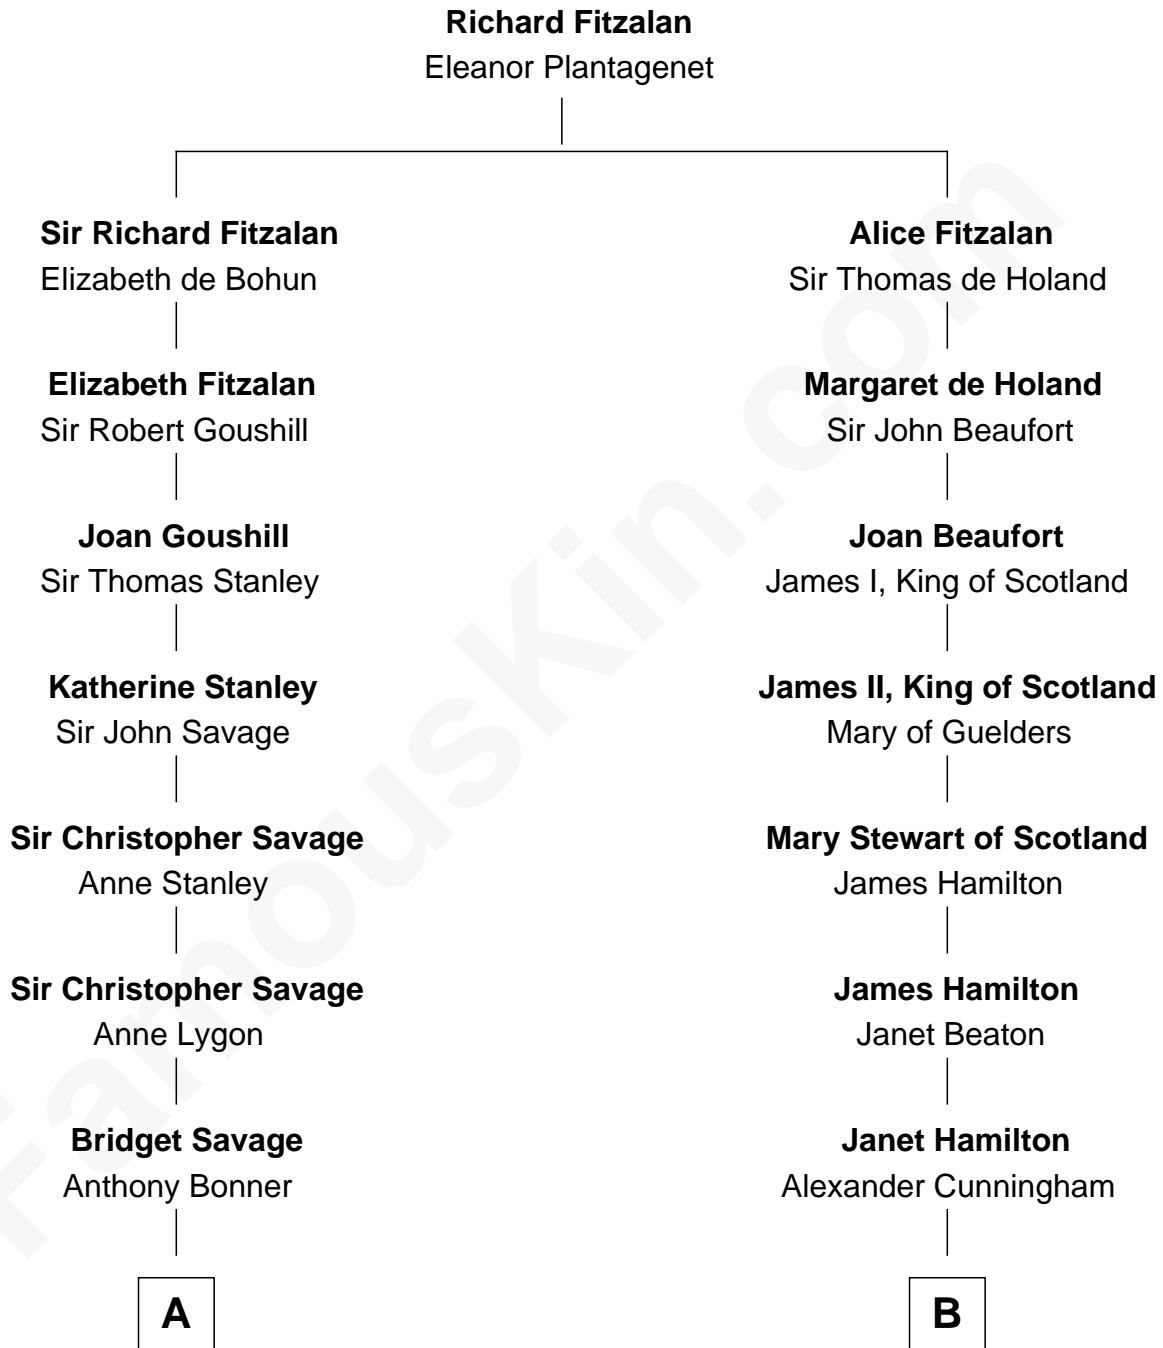 Richard Fitzalan
Eleanor Plantagenet
Sir Richard Fitzalan
Elizabeth de Bohun
Alice Fitzalan
Sir Thomas de Holand
Elizabeth Fitzalan
Sir Robert Goushill
Margaret de Holand
Sir John Beaufort
Joan Goushill
Sir Thomas Stanley
Joan Beaufort
James I, King of Scotland
Katherine Stanley
Sir John Savage
James II, King of Scotland
Mary of Guelders
Sir Christopher Savage
Anne Stanley
Mary Stewart of Scotland
James Hamilton
Sir Christopher Savage
Anne Lygon
James Hamilton
Janet Beaton
Bridget Savage
Anthony Bonner
Janet Hamilton
Alexander Cunningham
A
B
FamousKin.com